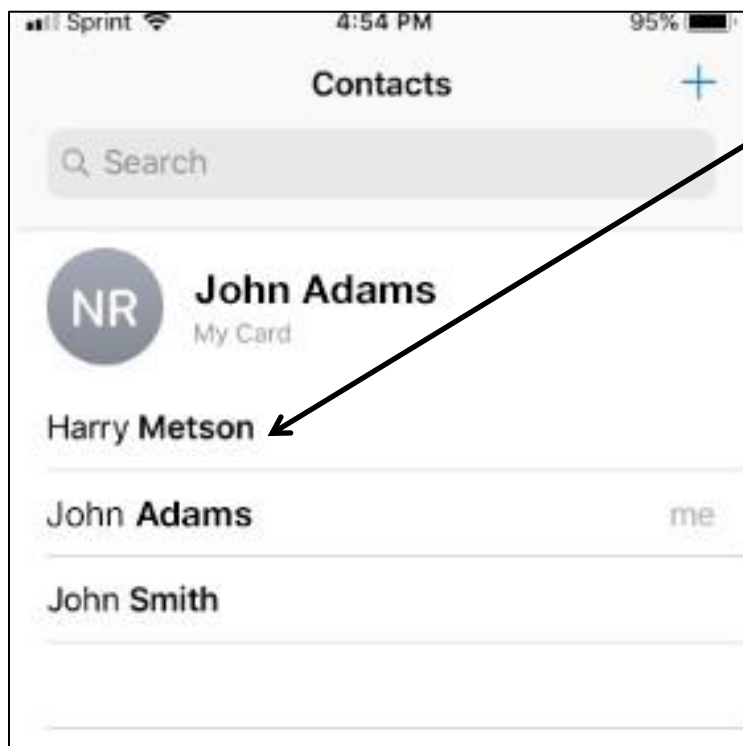 Sprint 4:54 PM 95%
Contacts
Search
NR John Adams
My Card
Harry Metson
John Adams me
John Smith